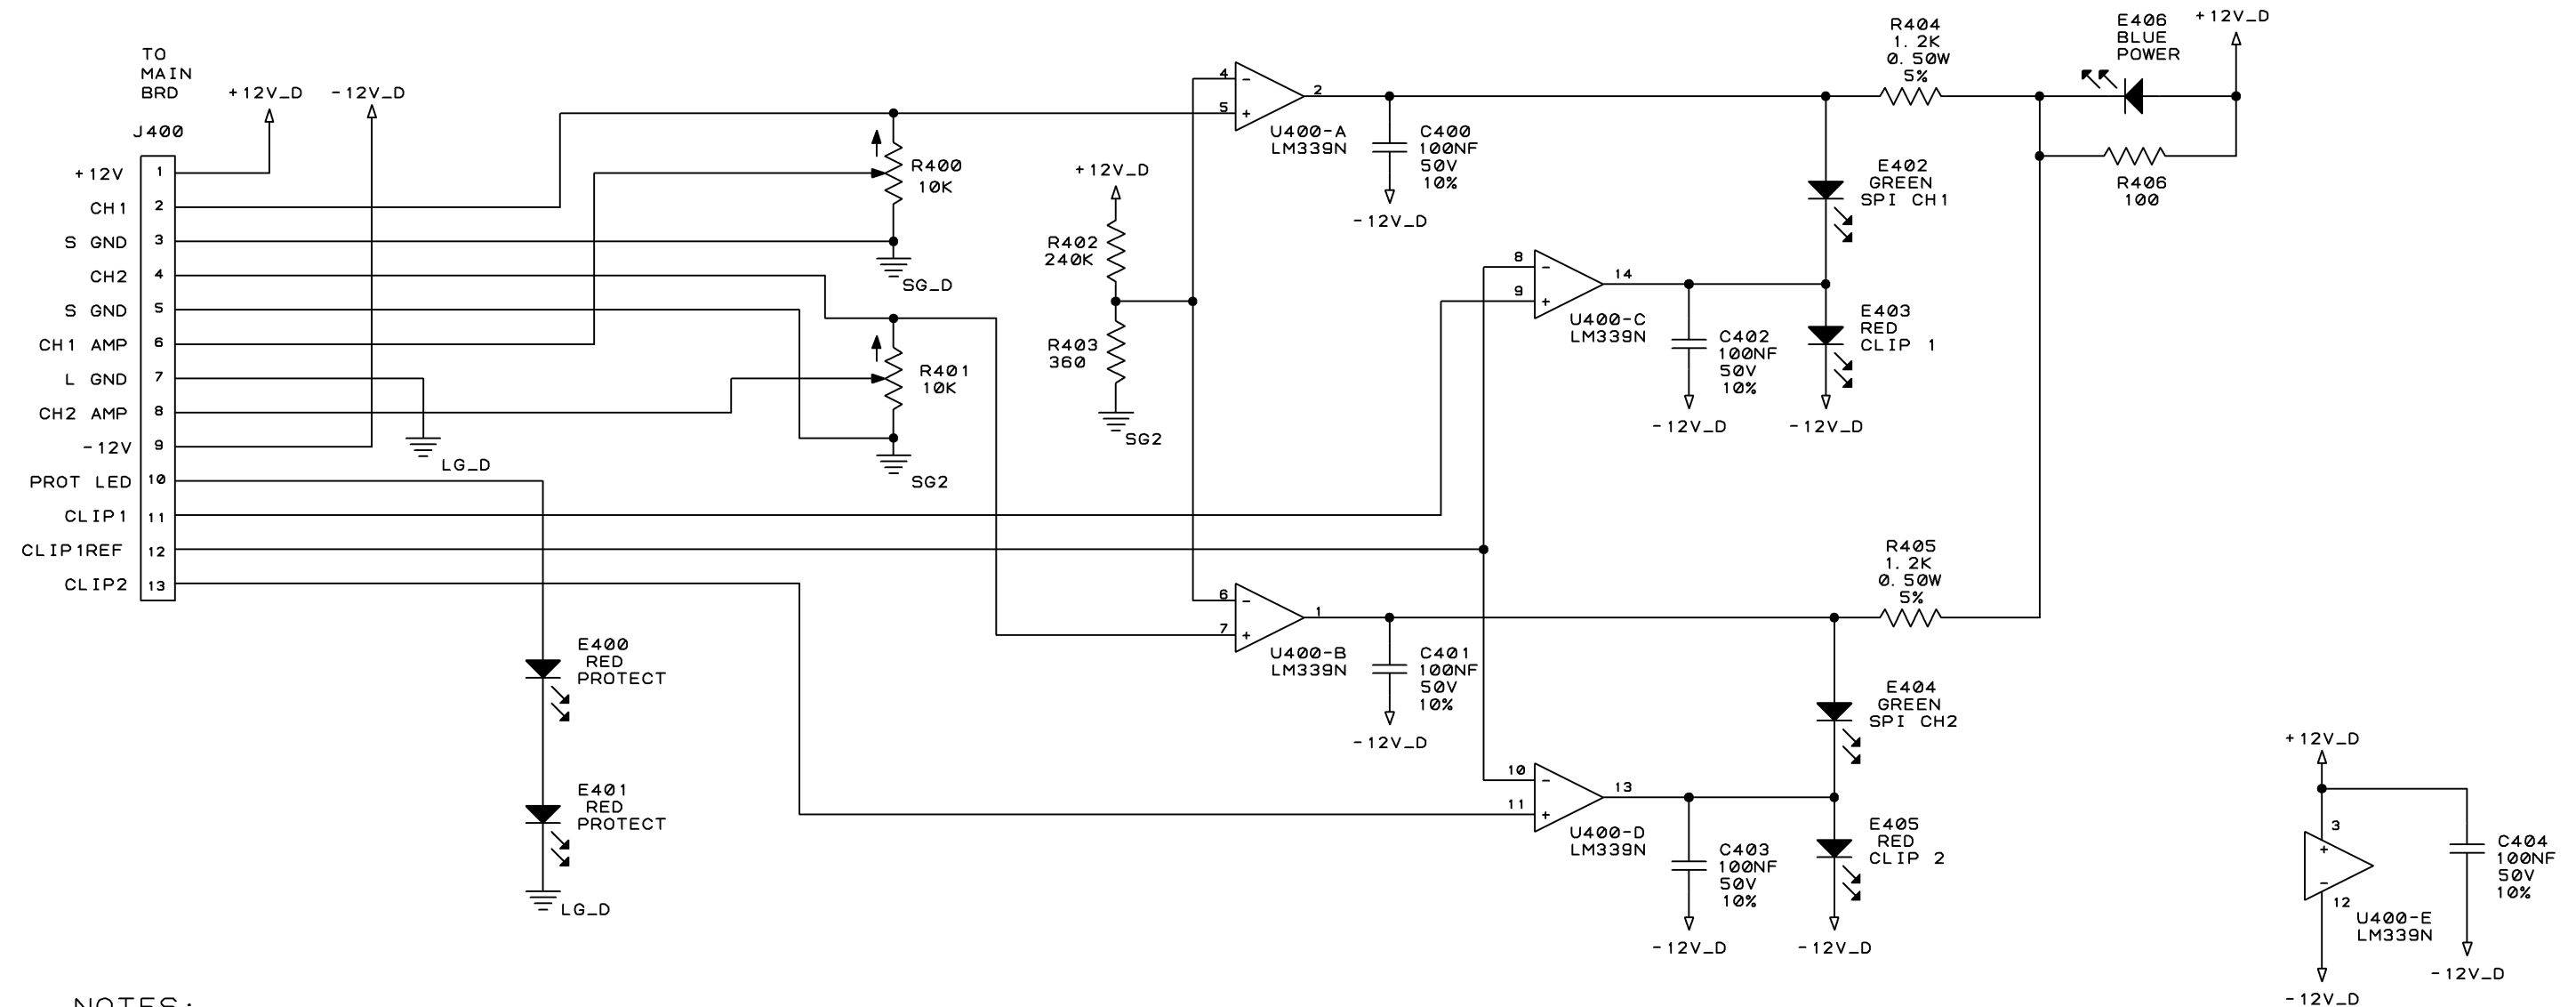 TO
MAIN
BRD
J400
+12V_D
-12V_D
+12V 1
CH1 2
S GND 3
CH2 4
S GND 5
CH1 AMP 6
L GND 7
CH2 AMP 8
-12V 9
PROT LED 10
CLIP1 11
CLIP1REF 12
CLIP2 13
LG_D
E400
RED
PROTECT
E401
RED
PROTECT
LG_D
R400
10K
SG_D
R401
10K
SG2
+12V_D
R402
240K
R403
360
SG2
4
-
5
+
2
U400-A
LM339N
C400
100NF
50V
10%
-12V_D
6
-
7
+
1
U400-B
LM339N
C401
100NF
50V
10%
-12V_D
8
-
9
+
14
U400-C
LM339N
C402
100NF
50V
10%
-12V_D
10
-
11
+
13
U400-D
LM339N
C403
100NF
50V
10%
-12V_D
R404
1.2K
0.50W
5%
E402
GREEN
SPI CH1
E403
RED
CLIP 1
-12V_D
R405
1.2K
0.50W
5%
E404
GREEN
SPI CH2
E405
RED
CLIP 2
-12V_D
E406
BLUE
POWER
+12V_D
R406
100
+12V_D
3
+
-
12
U400-E
LM339N
-12V_D
C404
100NF
50V
10%
-12V_D
NOTES: